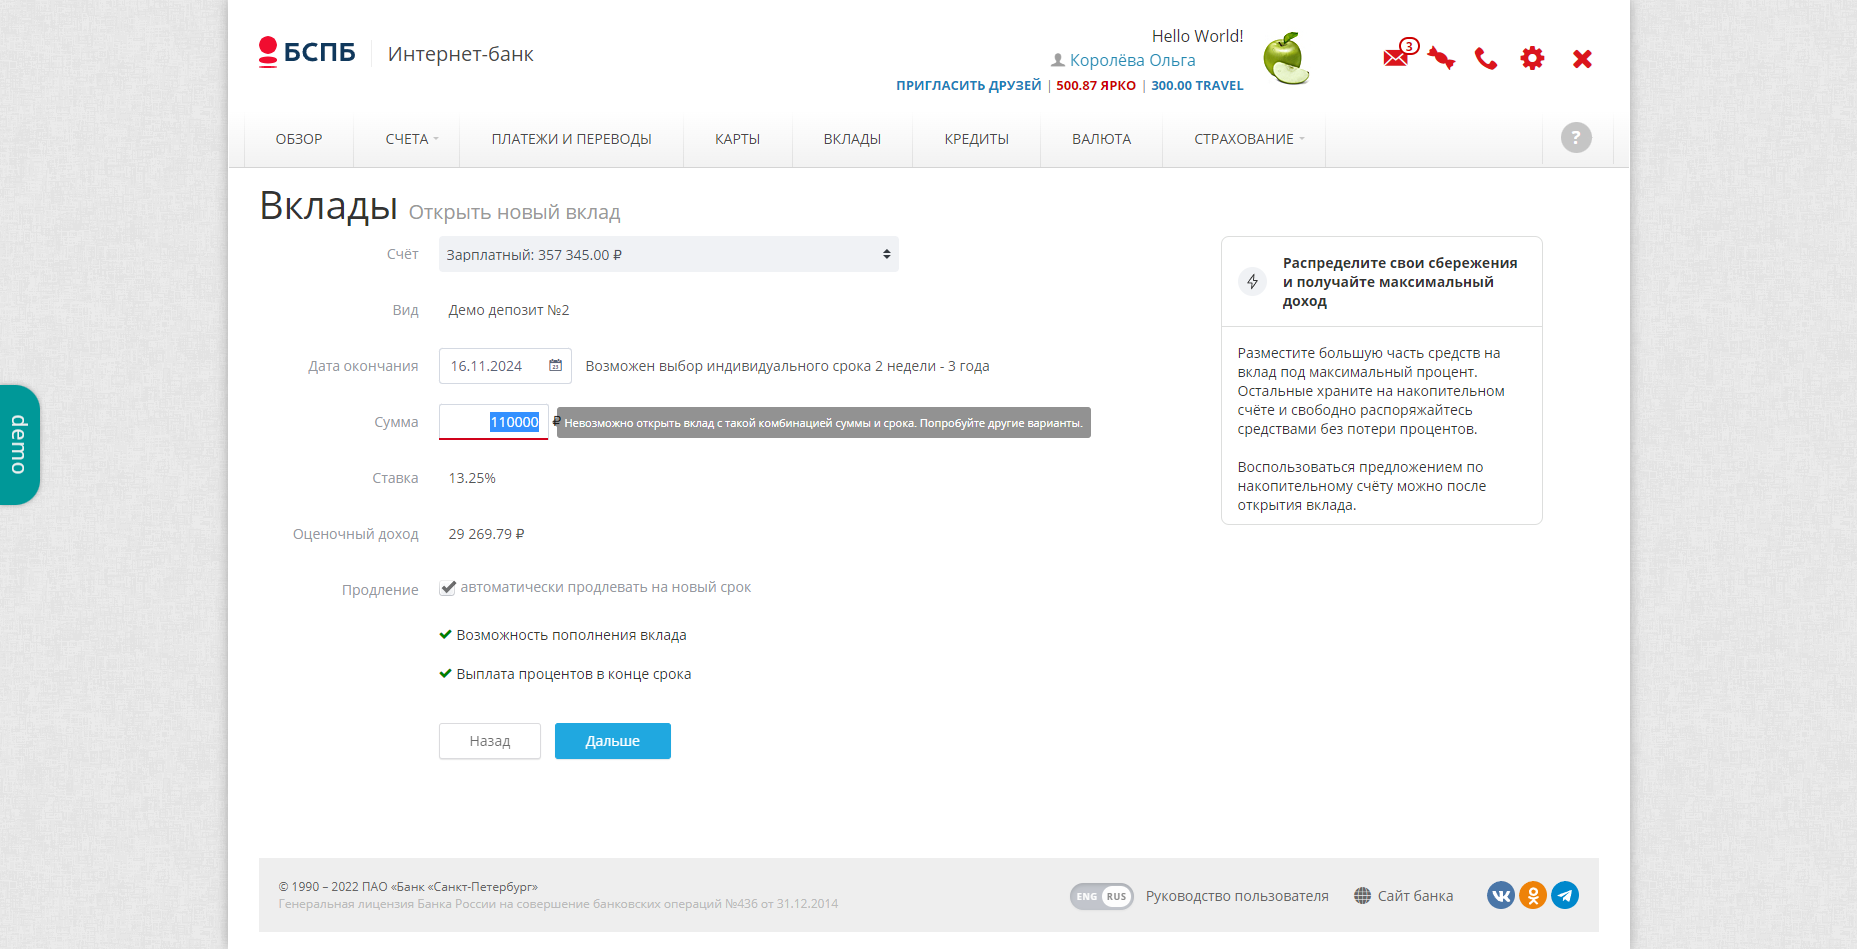 БСПБ
Интернет-банк
Hello World!
Королёва Ольга
ПРИГЛАСИТЬ ДРУЗЕЙ | 500.87 ЯРКО | 300.00 TRAVEL
3
ОБЗОР
СЧЕТА
ПЛАТЕЖИ И ПЕРЕВОДЫ
КАРТЫ
ВКЛАДЫ
КРЕДИТЫ
ВАЛЮТА
СТРАХОВАНИЕ
?
Вклады Открыть новый вклад
Счёт
Зарплатный: 357 345.00 ₽
Вид
Демо депозит №2
Дата окончания
16.11.2024
23
Возможен выбор индивидуального срока 2 недели - 3 года
Сумма
110000 ₽
Невозможно открыть вклад с такой комбинацией суммы и срока. Попробуйте другие варианты.
Ставка
13.25%
Оценочный доход
29 269.79 ₽
Продление
автоматически продлевать на новый срок
Возможность пополнения вклада
Выплата процентов в конце срока
Назад
Дальше
Распределите свои сбережения
и получайте максимальный
доход
Разместите большую часть средств на
вклад под максимальный процент.
Остальные храните на накопительном
счёте и свободно распоряжайтесь
средствами без потери процентов.
Воспользоваться предложением по
накопительному счёту можно после
открытия вклада.
demo
© 1990 – 2022 ПАО «Банк «Санкт-Петербург»
Генеральная лицензия Банка России на совершение банковских операций №436 от 31.12.2014
ENG RUS
Руководство пользователя
Сайт банка